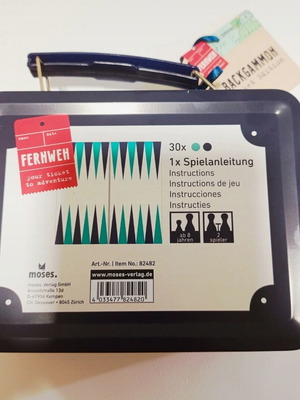 BACKGAMMON
FERNWEH
your ticket
to adventure
30x
1x Spielanleitung
Instructions
Instructions de jeu
Instrucciones
Instructies
ab 8
jahren
2
spieler
moses.
moses. Verlag GmbH
Arnoldstraße 13d
D-47906 Kempen
CH: Dessauer · 8045 Zürich
Art.-Nr. | Item No.: 82482
www.moses-verlag.de
4 033477 824820